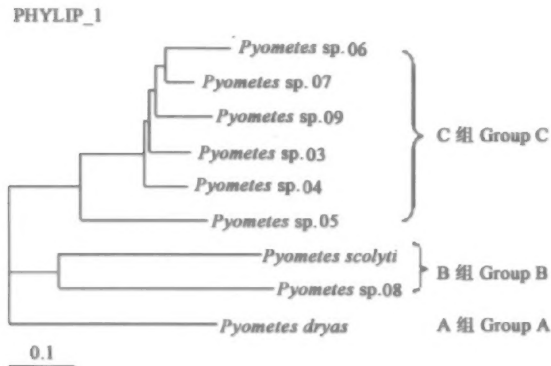 PHYLIP_1
Pyometes sp.06
Pyometes sp.07
Pyometes sp.09
Pyometes sp.03
Pyometes sp.04
Pyometes sp.05
C 组 Group C
Pyometes scolyti
Pyometes sp.08
B 组 Group B
Pyometes dryas
A 组 Group A
0.1